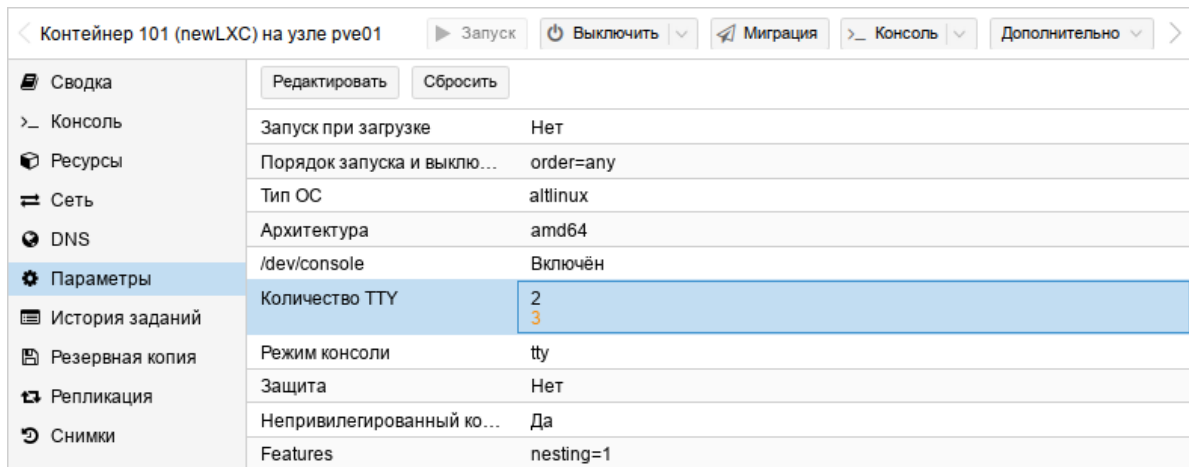 Контейнер 101 (newLXC) на узле pve01 Запуск Выключить Миграция >_ Консоль Дополнительно
Сводка
>_ Консоль
Ресурсы
Сеть
DNS
Параметры
История заданий
Резервная копия
Репликация
Снимки
Редактировать Сбросить
Запуск при загрузке Нет
Порядок запуска и выклю... order=any
Тип ОС altlinux
Архитектура amd64
/dev/console Включён
Количество TTY 2
3
Режим консоли tty
Защита Нет
Непривилегированный ко... Да
Features nesting=1